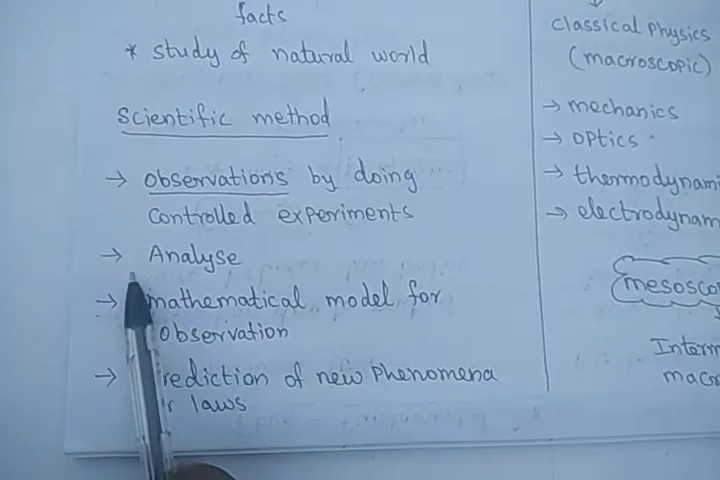 facts
* study of natural world
Scientific method
→ observations by doing
controlled experiments
→ Analyse
→ mathematical model for
observation
→ rediction of new phenomena
laws
classical physics
(macroscopic)
→ mechanics
→ optics
→ thermodynami
→ electrodynam
mesosco
Interm
macr